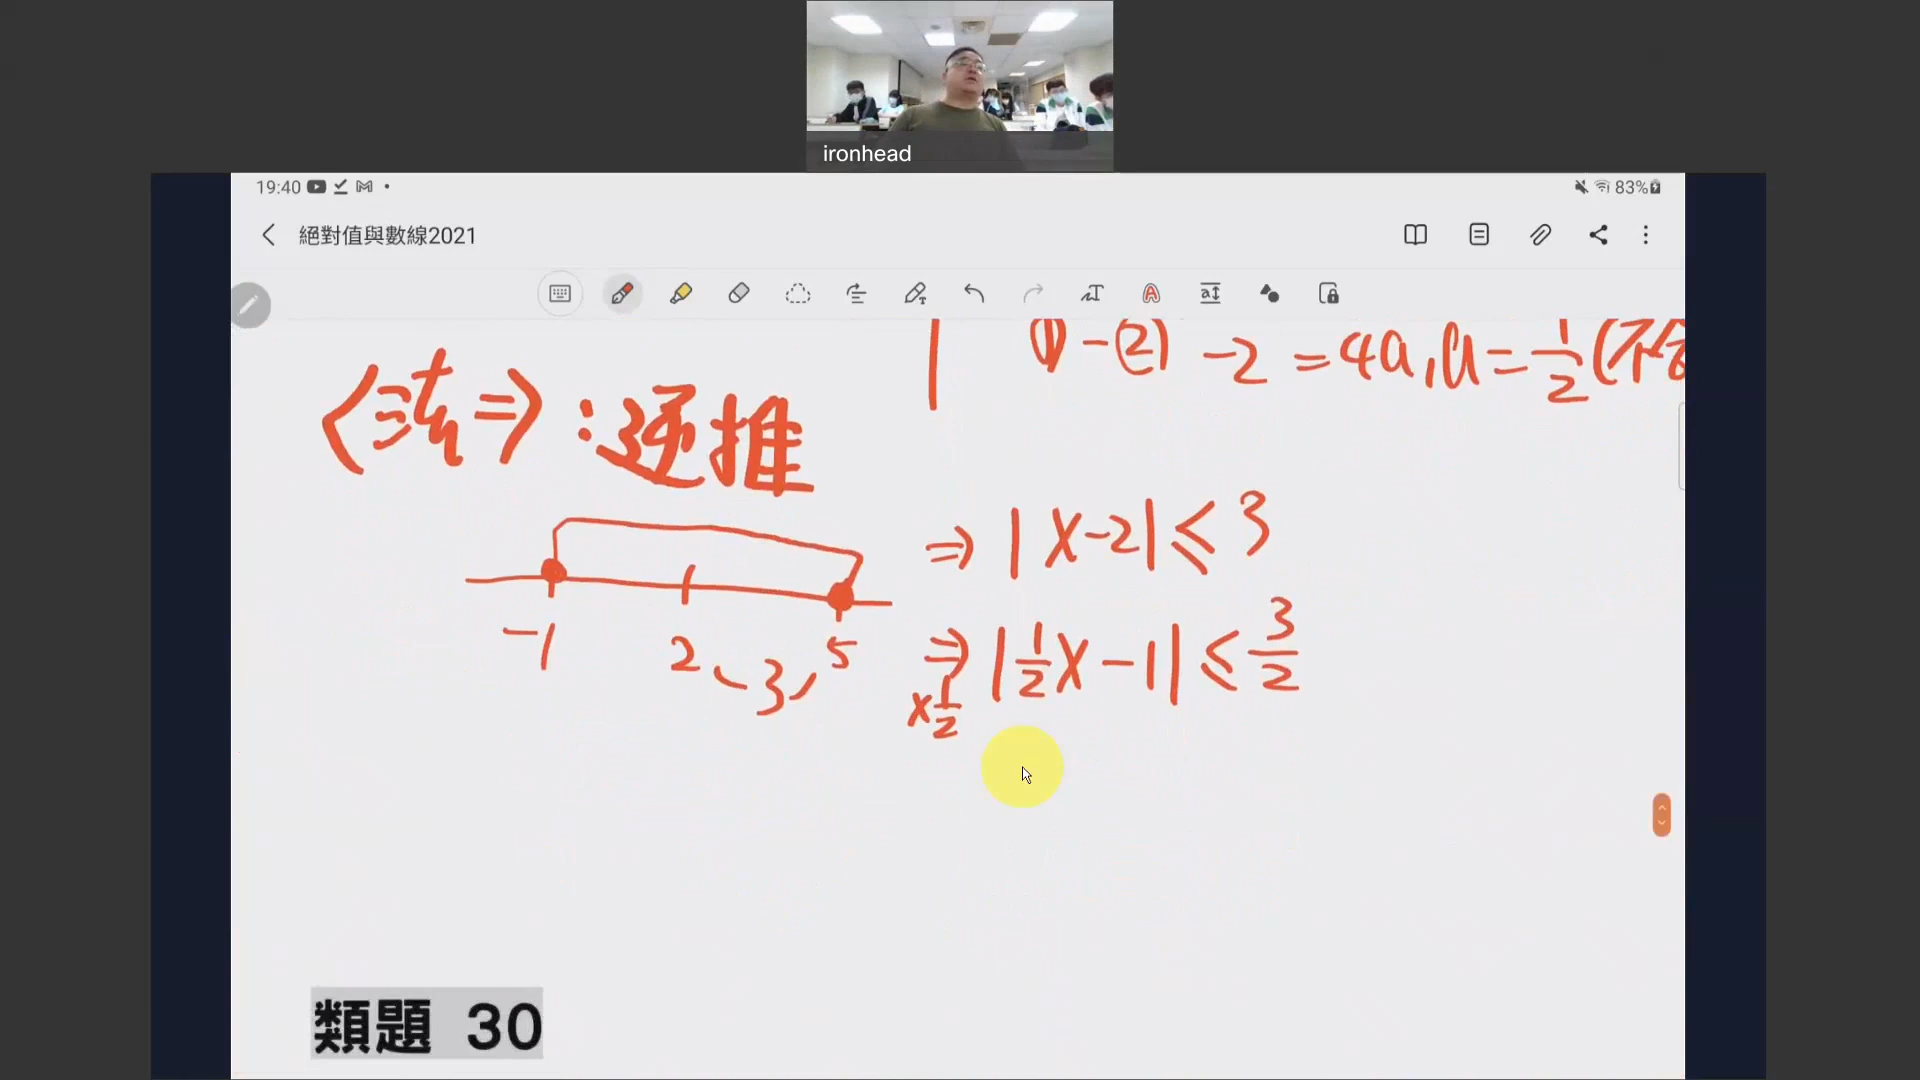 ironhead
19:40
83%
絕對值與數線2021
① - ② -2 = 4a, a = 1/2 (不合
<法二> : 逆推
-1 2 5
3
⇒ |x-2| ≤ 3
⇒ |1/2 x - 1| ≤ 3/2
×1/2
類題 30